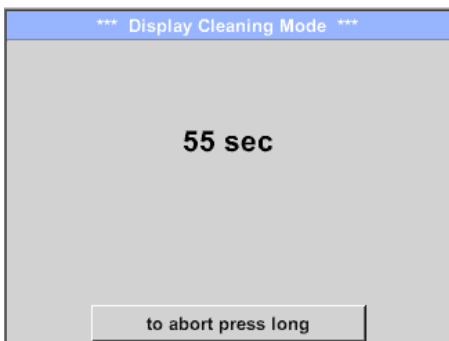 *** Display Cleaning Mode ***
55 sec
to abort press long